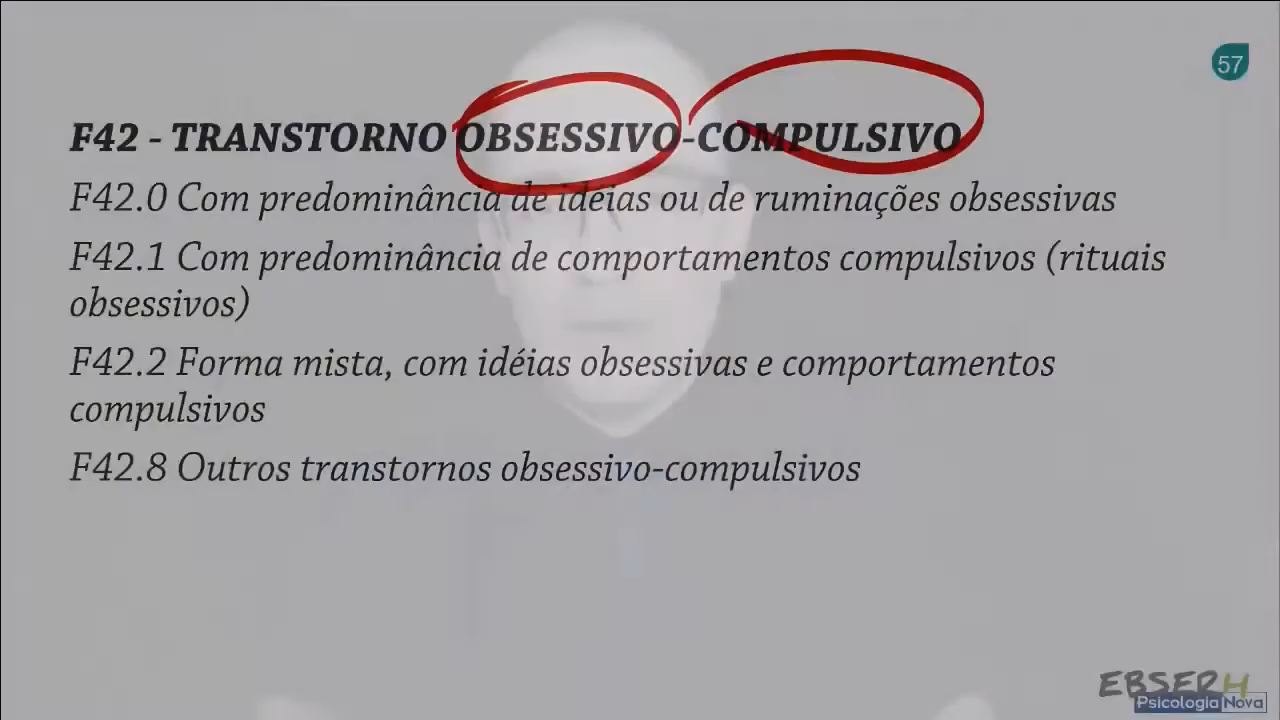 57
F42 - TRANSTORNO OBSESSIVO-COMPULSIVO
F42.0 Com predominância de idéias ou de ruminações obsessivas
F42.1 Com predominância de comportamentos compulsivos (rituais
obsessivos)
F42.2 Forma mista, com idéias obsessivas e comportamentos
compulsivos
F42.8 Outros transtornos obsessivo-compulsivos
EBSERH
Psicologia Nova